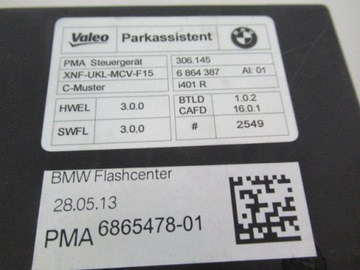 Valeo Parkassistent
PMA Steuergerät 306.145
XNF-UKL-MCV-F15 6 864 387 AI: 01
C-Muster i401 R
HWEL 3.0.0 BTLD 1.0.2
CAFD 16.0.1
SWFL 3.0.0 # 2549
BMW Flashcenter
28.05.13
PMA 6865478-01